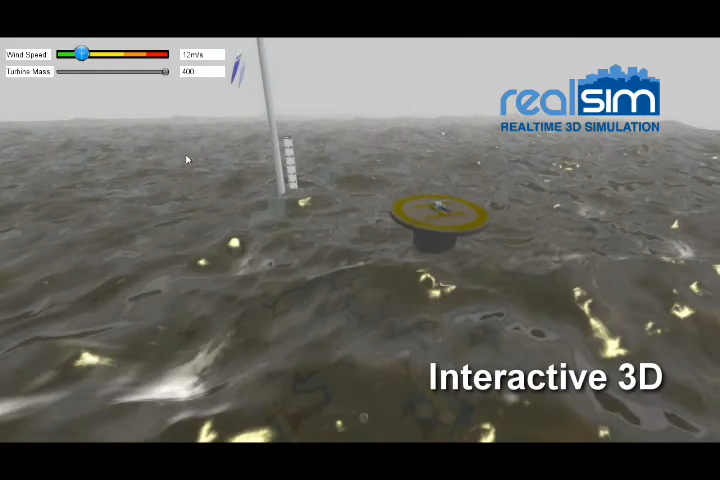 Wind Speed:
12m/s
Turbine Mass:
400
realsim
REALTIME 3D SIMULATION
Interactive 3D